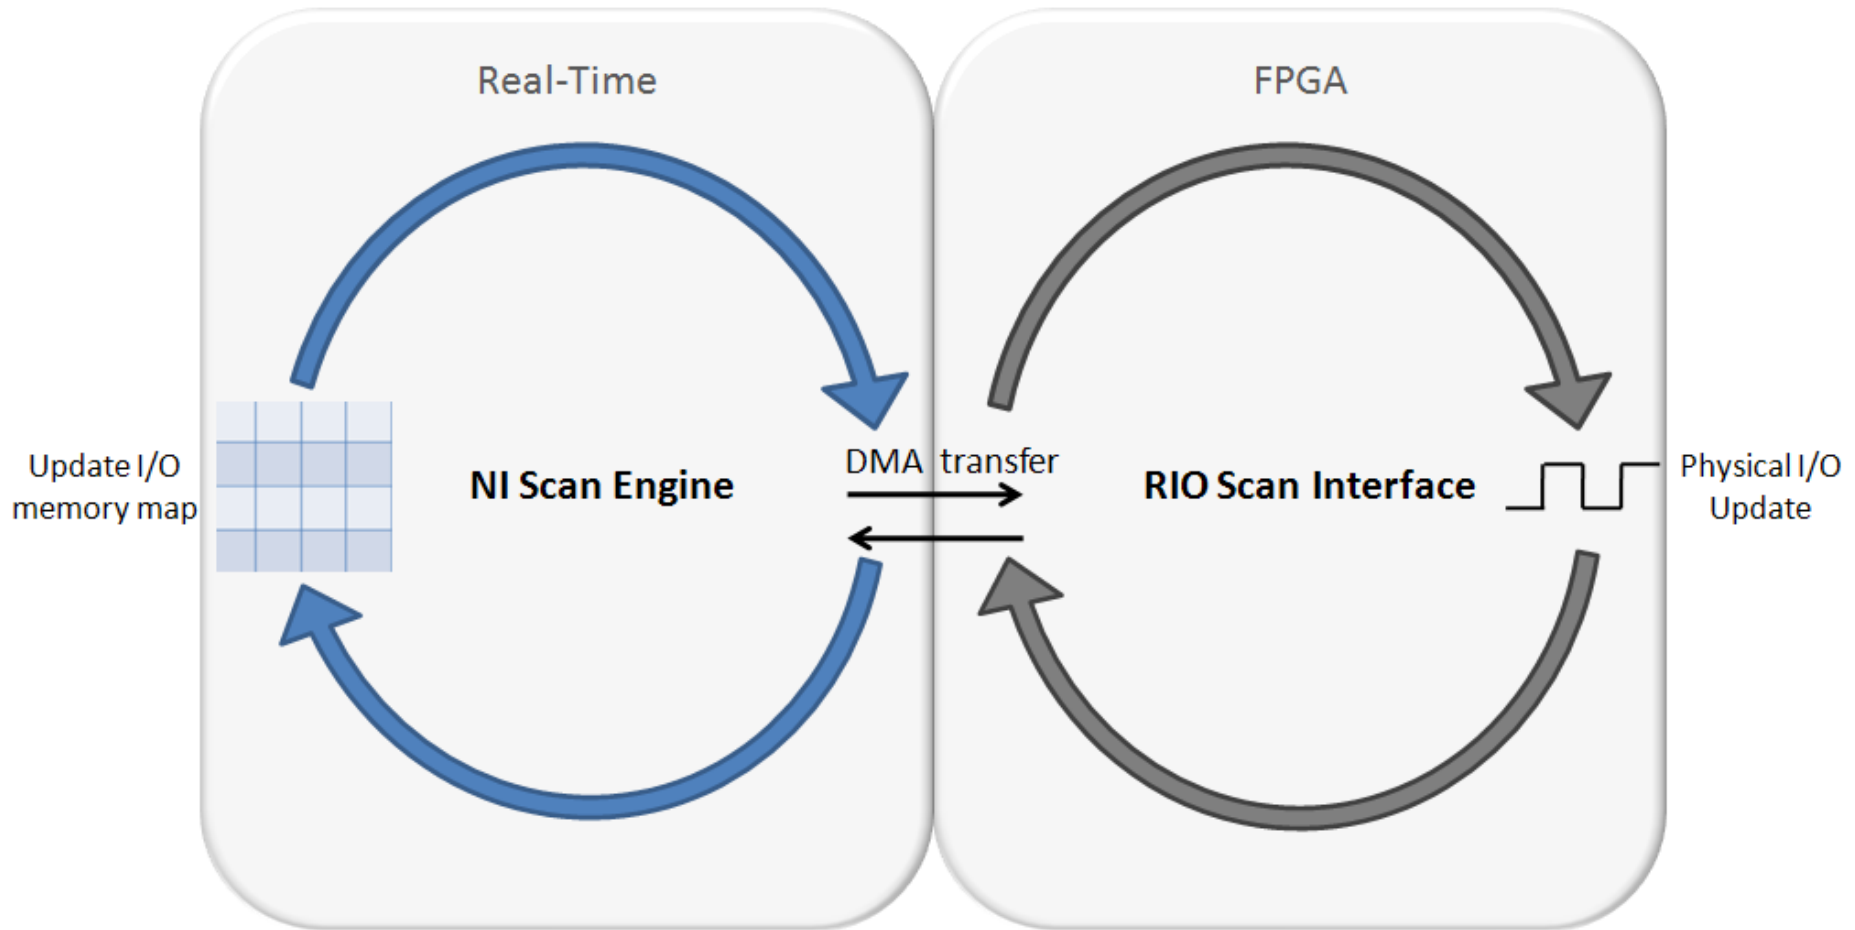 Real-Time
FPGA
Update I/O
memory map
NI Scan Engine
DMA transfer
RIO Scan Interface
Physical I/O
Update